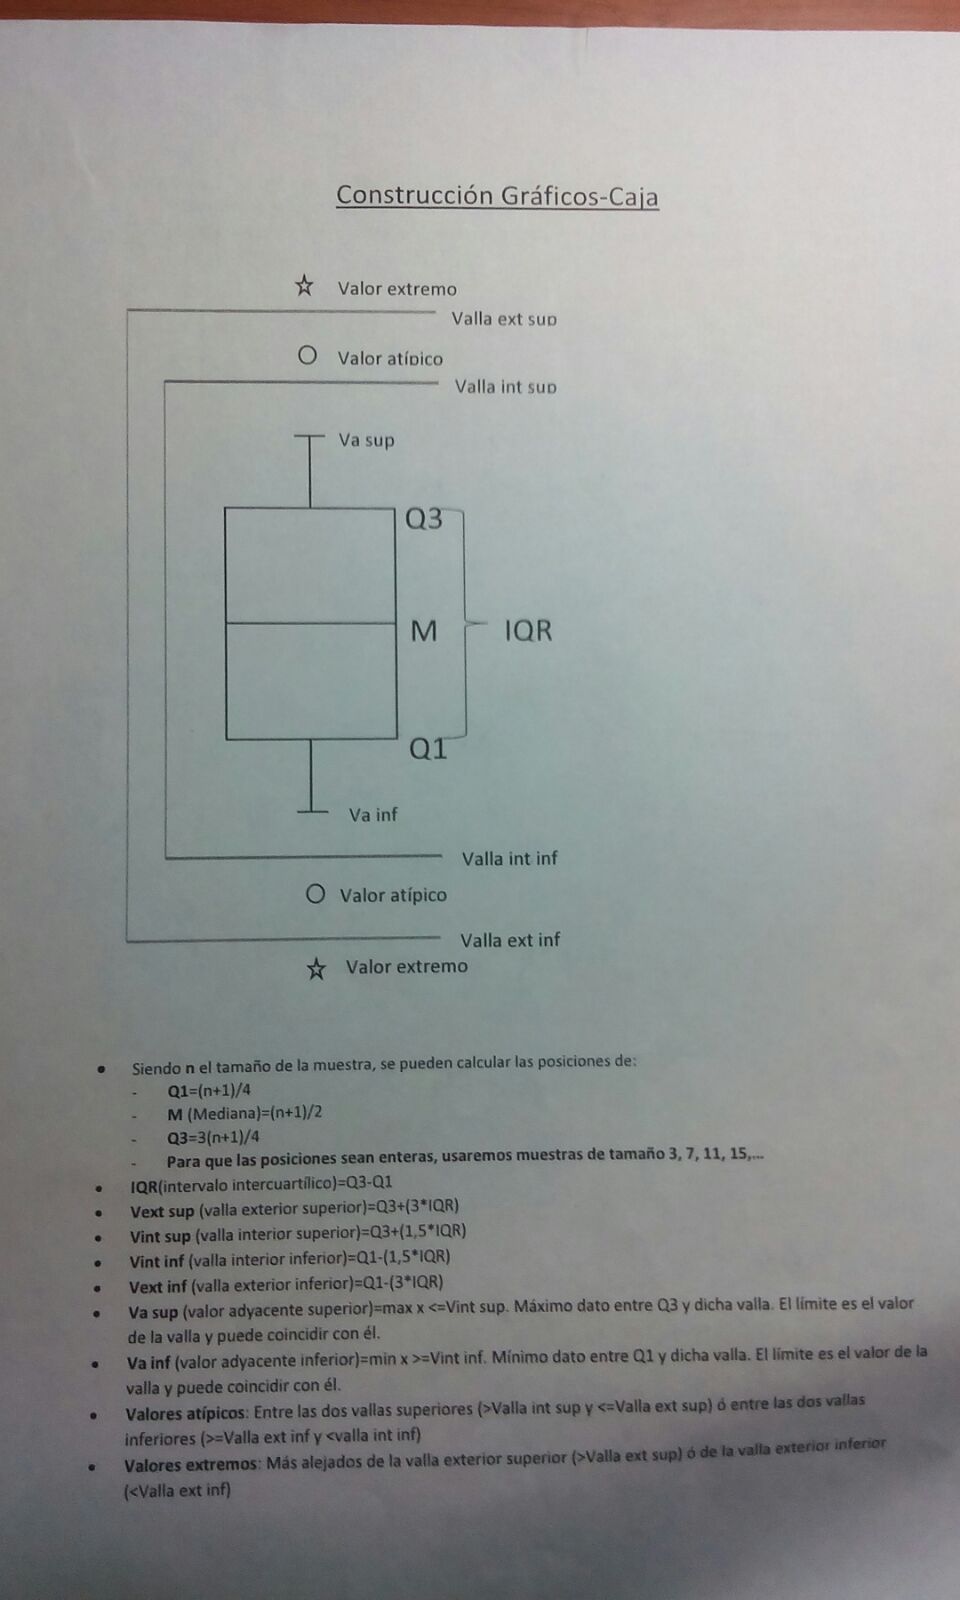 Construcción Gráficos-Caja
Valor extremo
Valla ext sup
Valor atípico
Valla int sup
Va sup
Q3
M
IQR
Q1
Va inf
Valla int inf
Valor atípico
Valla ext inf
Valor extremo
• Siendo n el tamaño de la muestra, se pueden calcular las posiciones de:
- Q1=(n+1)/4
- M (Mediana)=(n+1)/2
- Q3=3(n+1)/4
- Para que las posiciones sean enteras, usaremos muestras de tamaño 3, 7, 11, 15,...
• IQR(intervalo intercuartílico)=Q3-Q1
• Vext sup (valla exterior superior)=Q3+(3*IQR)
• Vint sup (valla interior superior)=Q3+(1,5*IQR)
• Vint inf (valla interior inferior)=Q1-(1,5*IQR)
• Vext inf (valla exterior inferior)=Q1-(3*IQR)
• Va sup (valor adyacente superior)=max x <=Vint sup. Máximo dato entre Q3 y dicha valla. El límite es el valor
de la valla y puede coincidir con él.
• Va inf (valor adyacente inferior)=min x >=Vint inf. Mínimo dato entre Q1 y dicha valla. El límite es el valor de la
valla y puede coincidir con él.
• Valores atípicos: Entre las dos vallas superiores (>Valla int sup y <=Valla ext sup) ó entre las dos vallas
inferiores (>=Valla ext inf y <valla int inf)
• Valores extremos: Más alejados de la valla exterior superior (>Valla ext sup) ó de la valla exterior inferior
(<Valla ext inf)